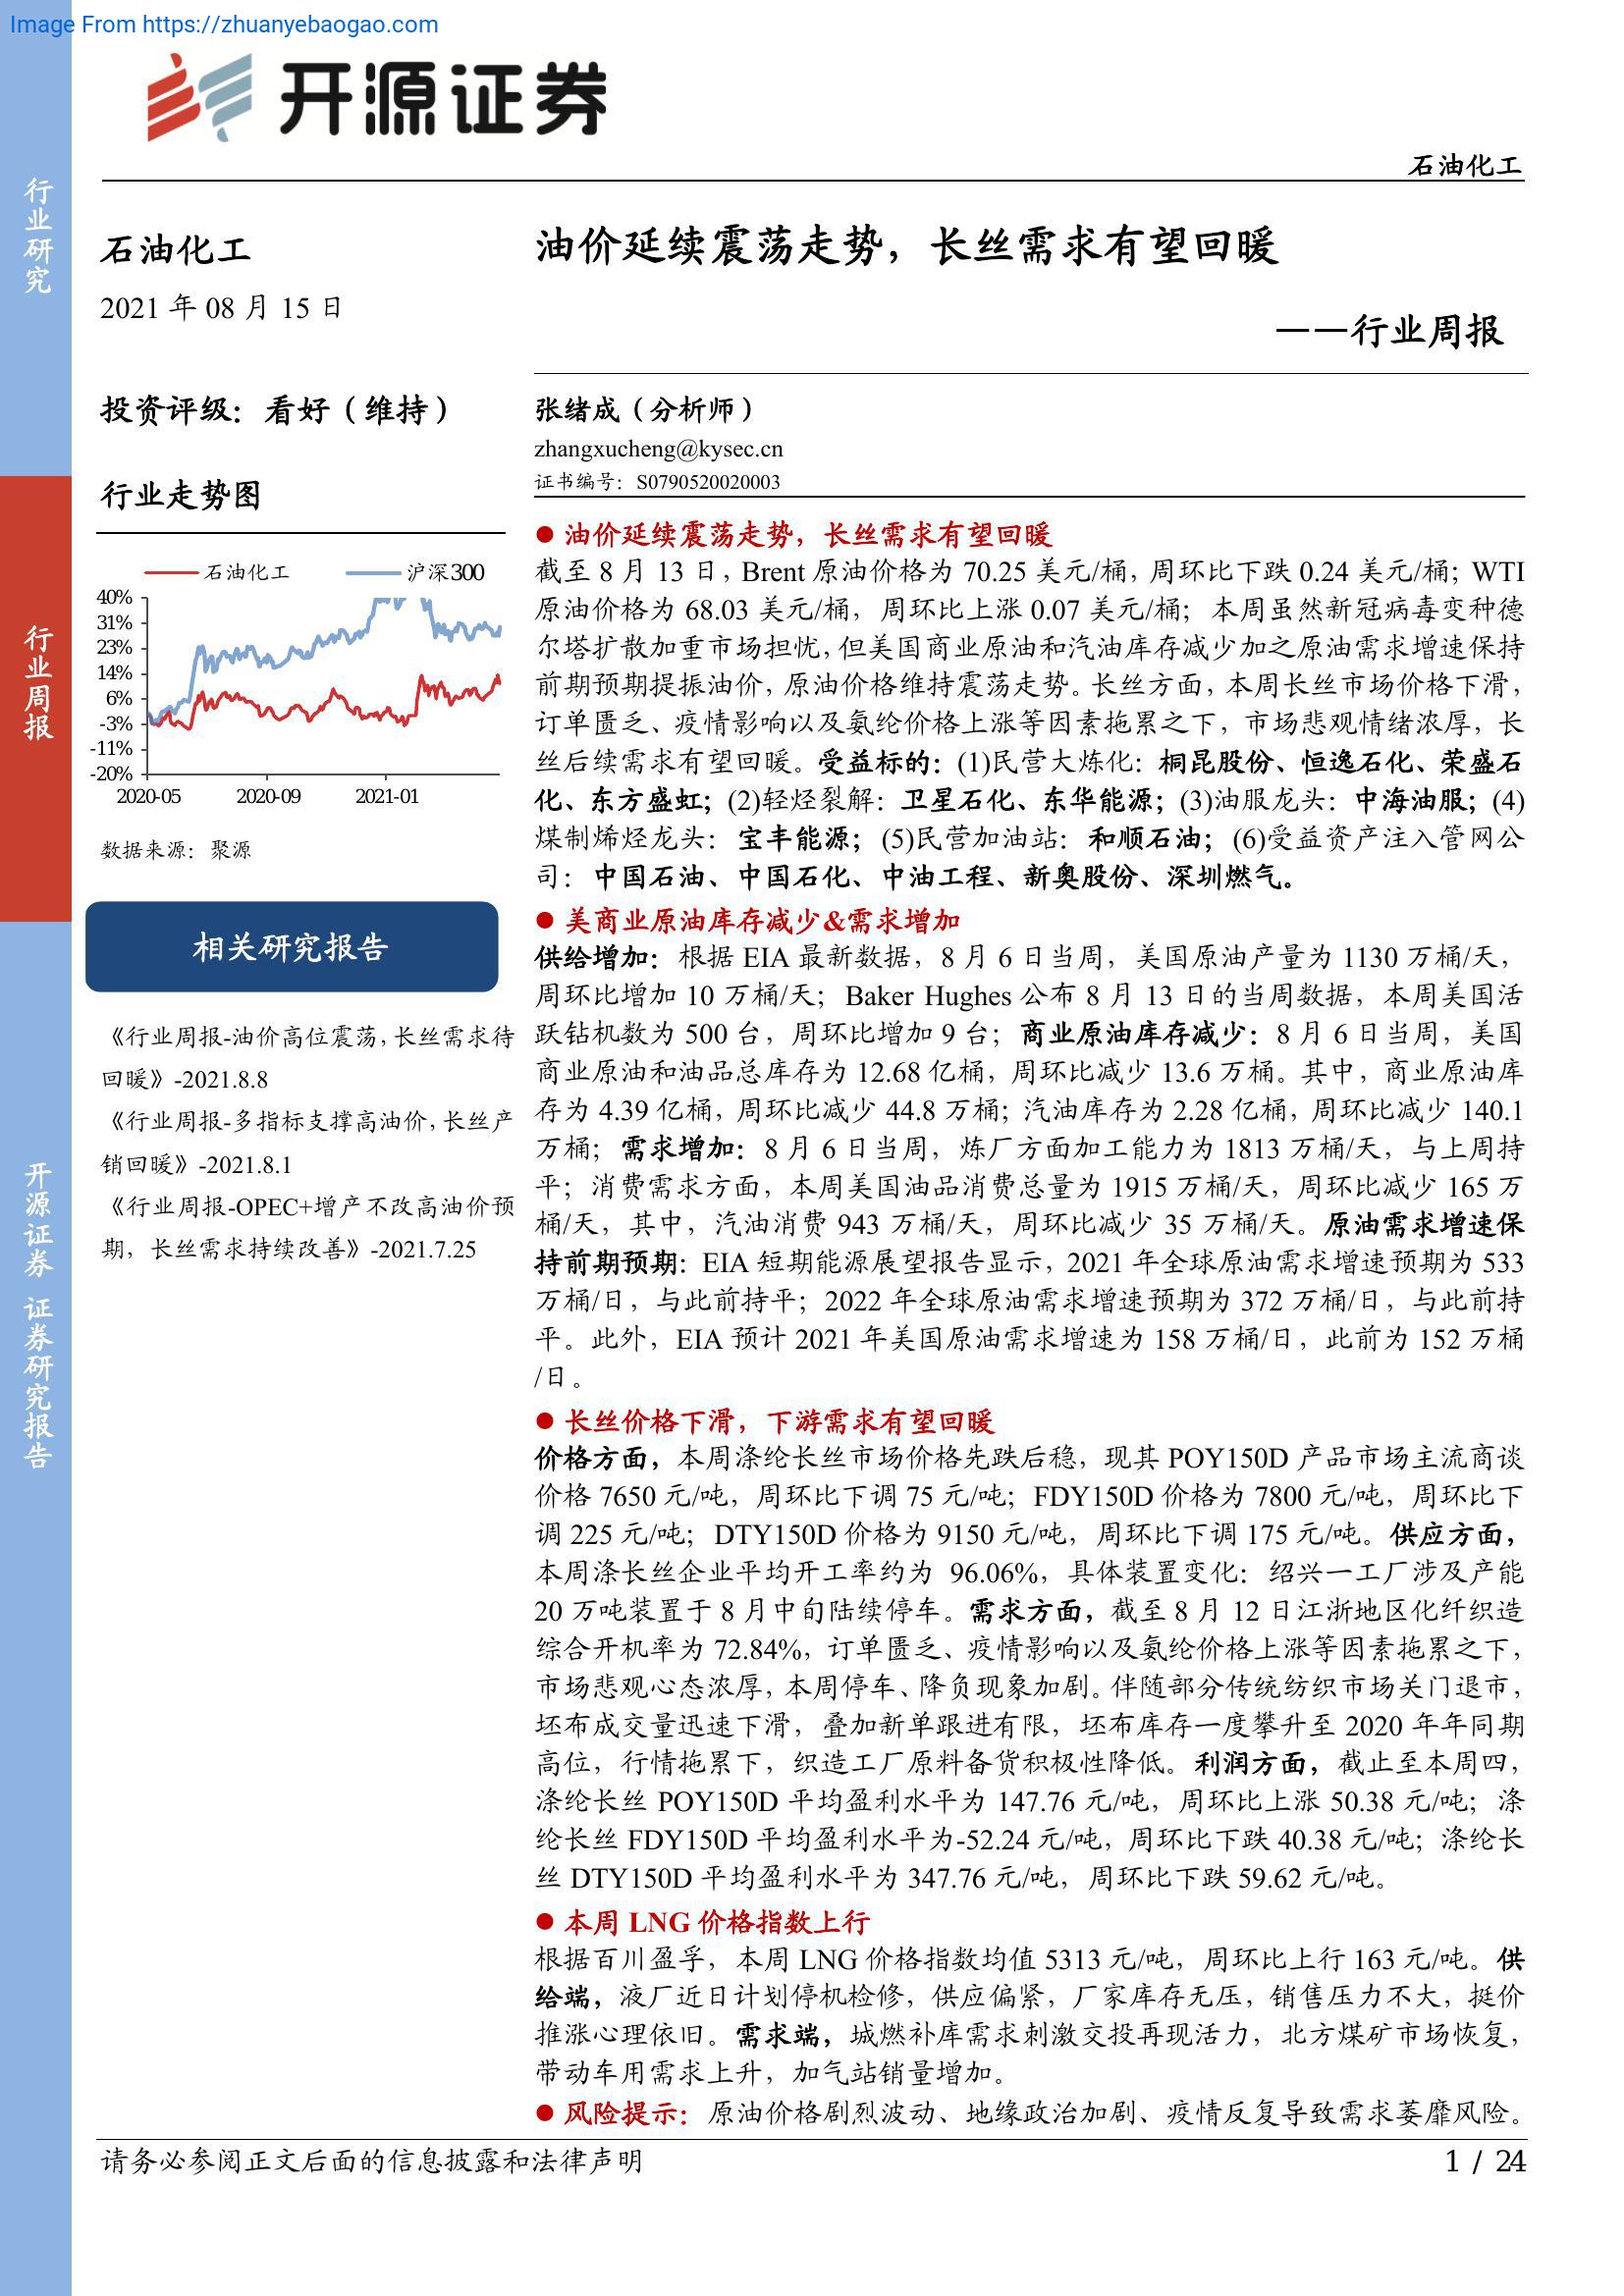 Image From https://zhuanyebaogao.com
开源证券
石油化工
行业研究
行业周报
开源证券 证券研究报告
石油化工
2021 年 08 月 15 日
投资评级：看好（维持）
行业走势图
石油化工 沪深300
40%
31%
23%
14%
6%
-3%
-11%
-20%
2020-05 2020-09 2021-01
数据来源：聚源
相关研究报告
《行业周报-油价高位震荡，长丝需求待
回暖》-2021.8.8
《行业周报-多指标支撑高油价，长丝产
销回暖》-2021.8.1
《行业周报-OPEC+增产不改高油价预
期，长丝需求持续改善》-2021.7.25
油价延续震荡走势，长丝需求有望回暖
——行业周报
张绪成（分析师）
zhangxucheng@kysec.cn
证书编号：S0790520020003
● 油价延续震荡走势，长丝需求有望回暖
截至 8 月 13 日，Brent 原油价格为 70.25 美元/桶，周环比下跌 0.24 美元/桶；WTI
原油价格为 68.03 美元/桶，周环比上涨 0.07 美元/桶；本周虽然新冠病毒变种德
尔塔扩散加重市场担忧，但美国商业原油和汽油库存减少加之原油需求增速保持
前期预期提振油价，原油价格维持震荡走势。长丝方面，本周长丝市场价格下滑，
订单匮乏、疫情影响以及氨纶价格上涨等因素拖累之下，市场悲观情绪浓厚，长
丝后续需求有望回暖。受益标的：(1)民营大炼化：桐昆股份、恒逸石化、荣盛石
化、东方盛虹；(2)轻烃裂解：卫星石化、东华能源；(3)油服龙头：中海油服；(4)
煤制烯烃龙头：宝丰能源；(5)民营加油站：和顺石油；(6)受益资产注入管网公
司：中国石油、中国石化、中油工程、新奥股份、深圳燃气。
● 美商业原油库存减少&需求增加
供给增加：根据 EIA 最新数据，8 月 6 日当周，美国原油产量为 1130 万桶/天，
周环比增加 10 万桶/天；Baker Hughes 公布 8 月 13 日的当周数据，本周美国活
跃钻机数为 500 台，周环比增加 9 台；商业原油库存减少：8 月 6 日当周，美国
商业原油和油品总库存为 12.68 亿桶，周环比减少 13.6 万桶。其中，商业原油库
存为 4.39 亿桶，周环比减少 44.8 万桶；汽油库存为 2.28 亿桶，周环比减少 140.1
万桶；需求增加：8 月 6 日当周，炼厂方面加工能力为 1813 万桶/天，与上周持
平；消费需求方面，本周美国油品消费总量为 1915 万桶/天，周环比减少 165 万
桶/天，其中，汽油消费 943 万桶/天，周环比减少 35 万桶/天。原油需求增速保
持前期预期：EIA 短期能源展望报告显示，2021 年全球原油需求增速预期为 533
万桶/日，与此前持平；2022 年全球原油需求增速预期为 372 万桶/日，与此前持
平。此外，EIA 预计 2021 年美国原油需求增速为 158 万桶/日，此前为 152 万桶
/日。
● 长丝价格下滑，下游需求有望回暖
价格方面，本周涤纶长丝市场价格先跌后稳，现其 POY150D 产品市场主流商谈
价格 7650 元/吨，周环比下调 75 元/吨；FDY150D 价格为 7800 元/吨，周环比下
调 225 元/吨；DTY150D 价格为 9150 元/吨，周环比下调 175 元/吨。供应方面，
本周涤长丝企业平均开工率约为 96.06%，具体装置变化：绍兴一工厂涉及产能
20 万吨装置于 8 月中旬陆续停车。需求方面，截至 8 月 12 日江浙地区化纤织造
综合开机率为 72.84%，订单匮乏、疫情影响以及氨纶价格上涨等因素拖累之下，
市场悲观心态浓厚，本周停车、降负现象加剧。伴随部分传统纺织市场关门退市，
坯布成交量迅速下滑，叠加新单跟进有限，坯布库存一度攀升至 2020 年年同期
高位，行情拖累下，织造工厂原料备货积极性降低。利润方面，截止至本周四，
涤纶长丝 POY150D 平均盈利水平为 147.76 元/吨，周环比上涨 50.38 元/吨；涤
纶长丝 FDY150D 平均盈利水平为-52.24 元/吨，周环比下跌 40.38 元/吨；涤纶长
丝 DTY150D 平均盈利水平为 347.76 元/吨，周环比下跌 59.62 元/吨。
● 本周 LNG 价格指数上行
根据百川盈孚，本周 LNG 价格指数均值 5313 元/吨，周环比上行 163 元/吨。供
给端，液厂近日计划停机检修，供应偏紧，厂家库存无压，销售压力不大，挺价
推涨心理依旧。需求端，城燃补库需求刺激交投再现活力，北方煤矿市场恢复，
带动车用需求上升，加气站销量增加。
● 风险提示：原油价格剧烈波动、地缘政治加剧、疫情反复导致需求萎靡风险。
请务必参阅正文后面的信息披露和法律声明
1 / 24